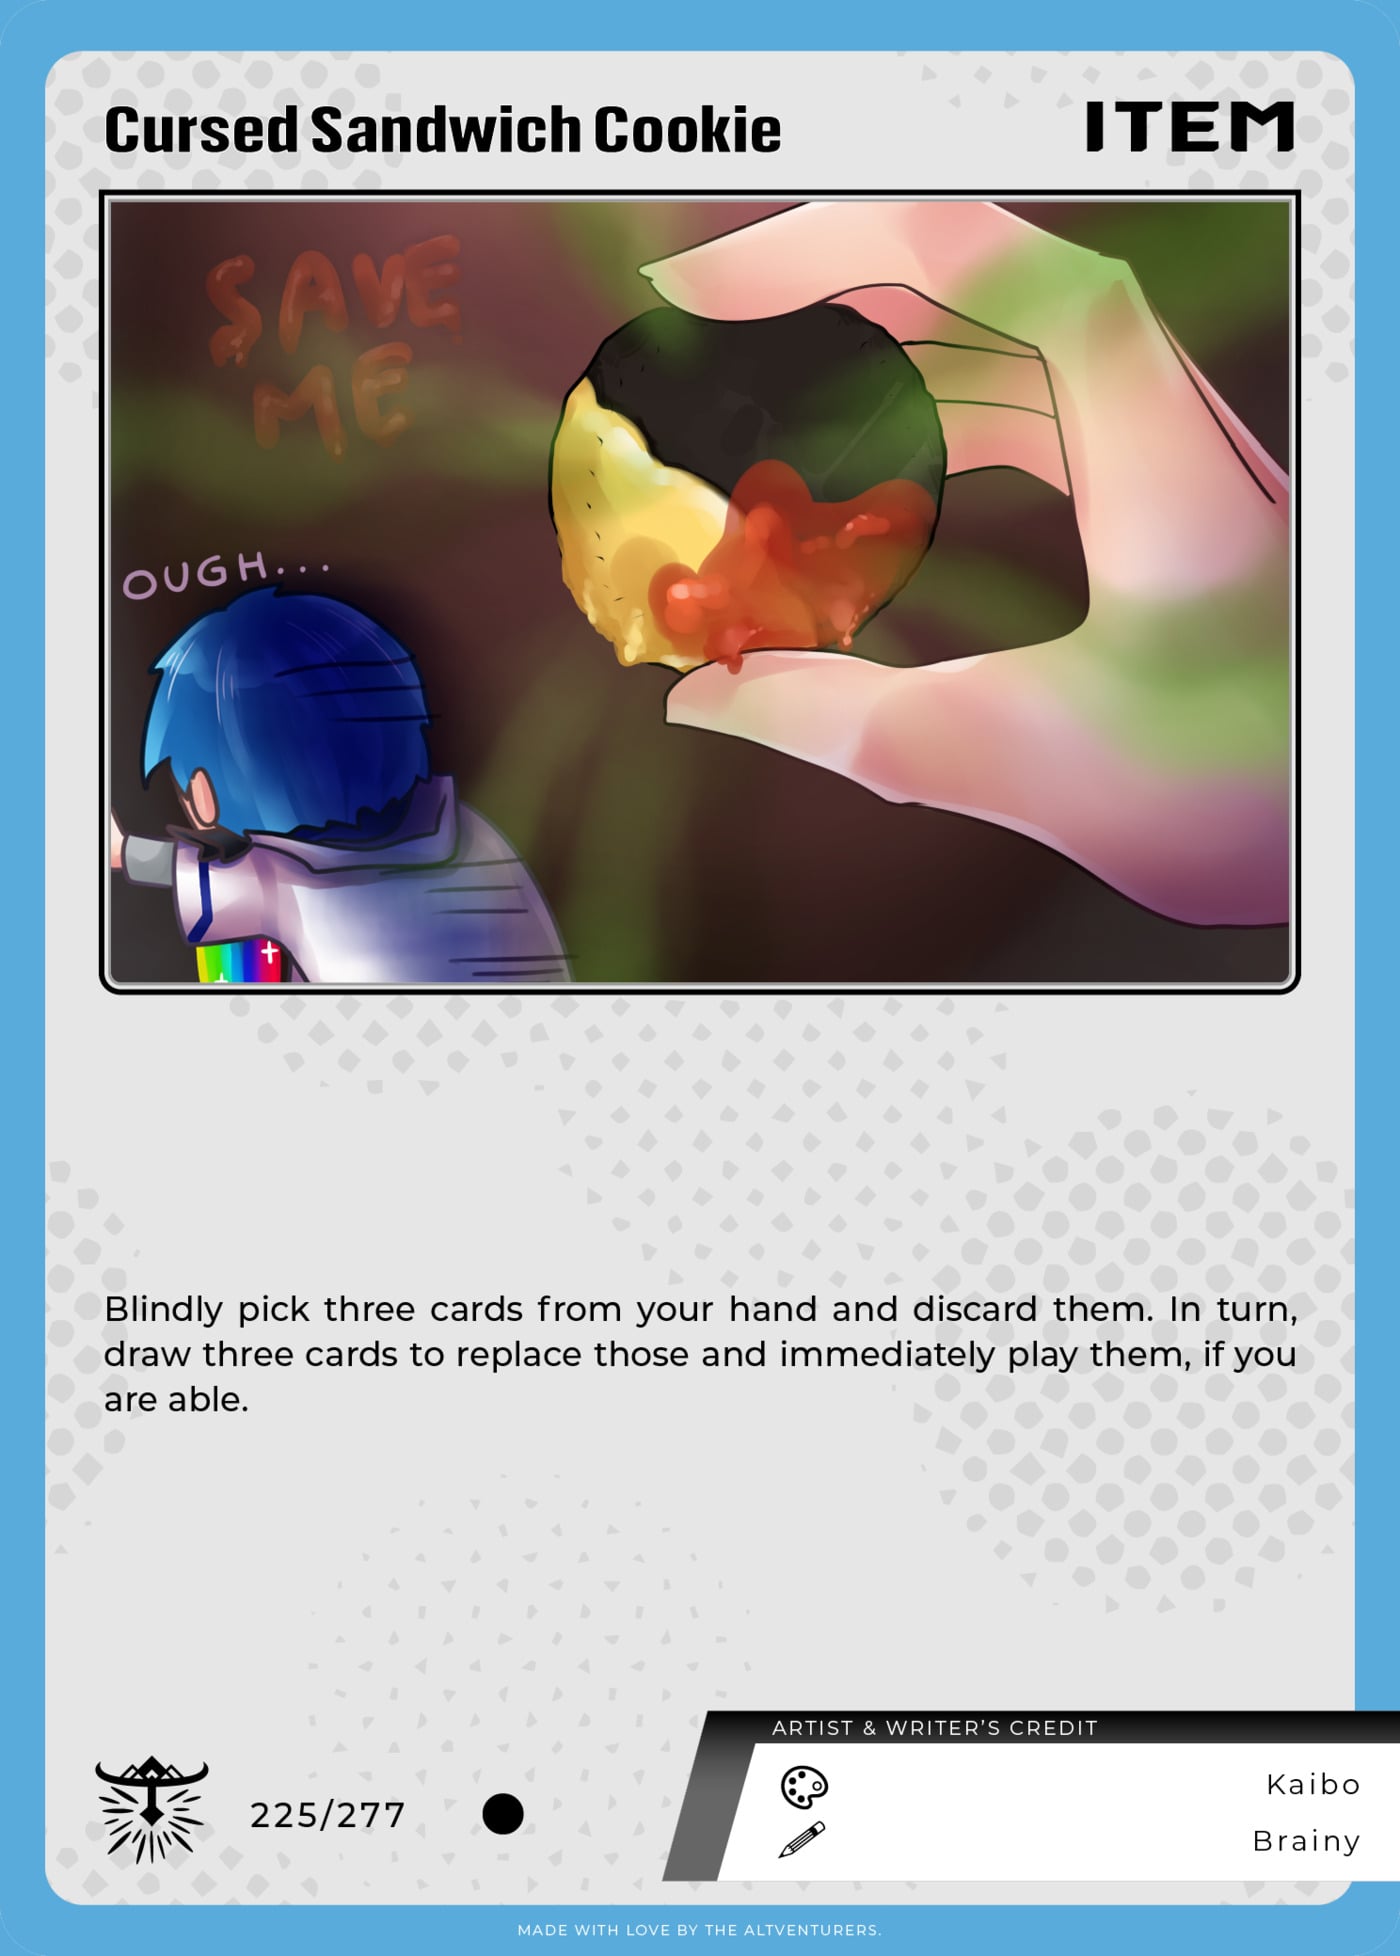 Cursed Sandwich Cookie
ITEM
SAVE
ME
OUGH...
Blindly pick three cards from your hand and discard them. In turn,
draw three cards to replace those and immediately play them, if you
are able.
ARTIST & WRITER'S CREDIT
Kaibo
Brainy
225/277
MADE WITH LOVE BY THE ALTVENTURERS.